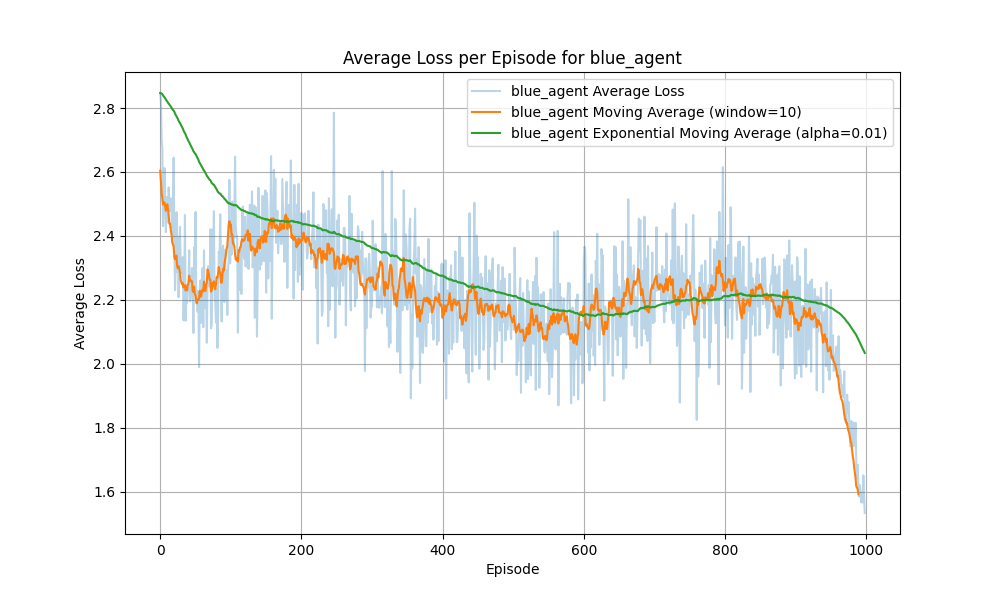 Average Loss per Episode for blue_agent
blue_agent Average Loss
blue_agent Moving Average (window=10)
blue_agent Exponential Moving Average (alpha=0.01)
Average Loss
2.8
2.6
2.4
2.2
2.0
1.8
1.6
0
200
400
600
800
1000
Episode